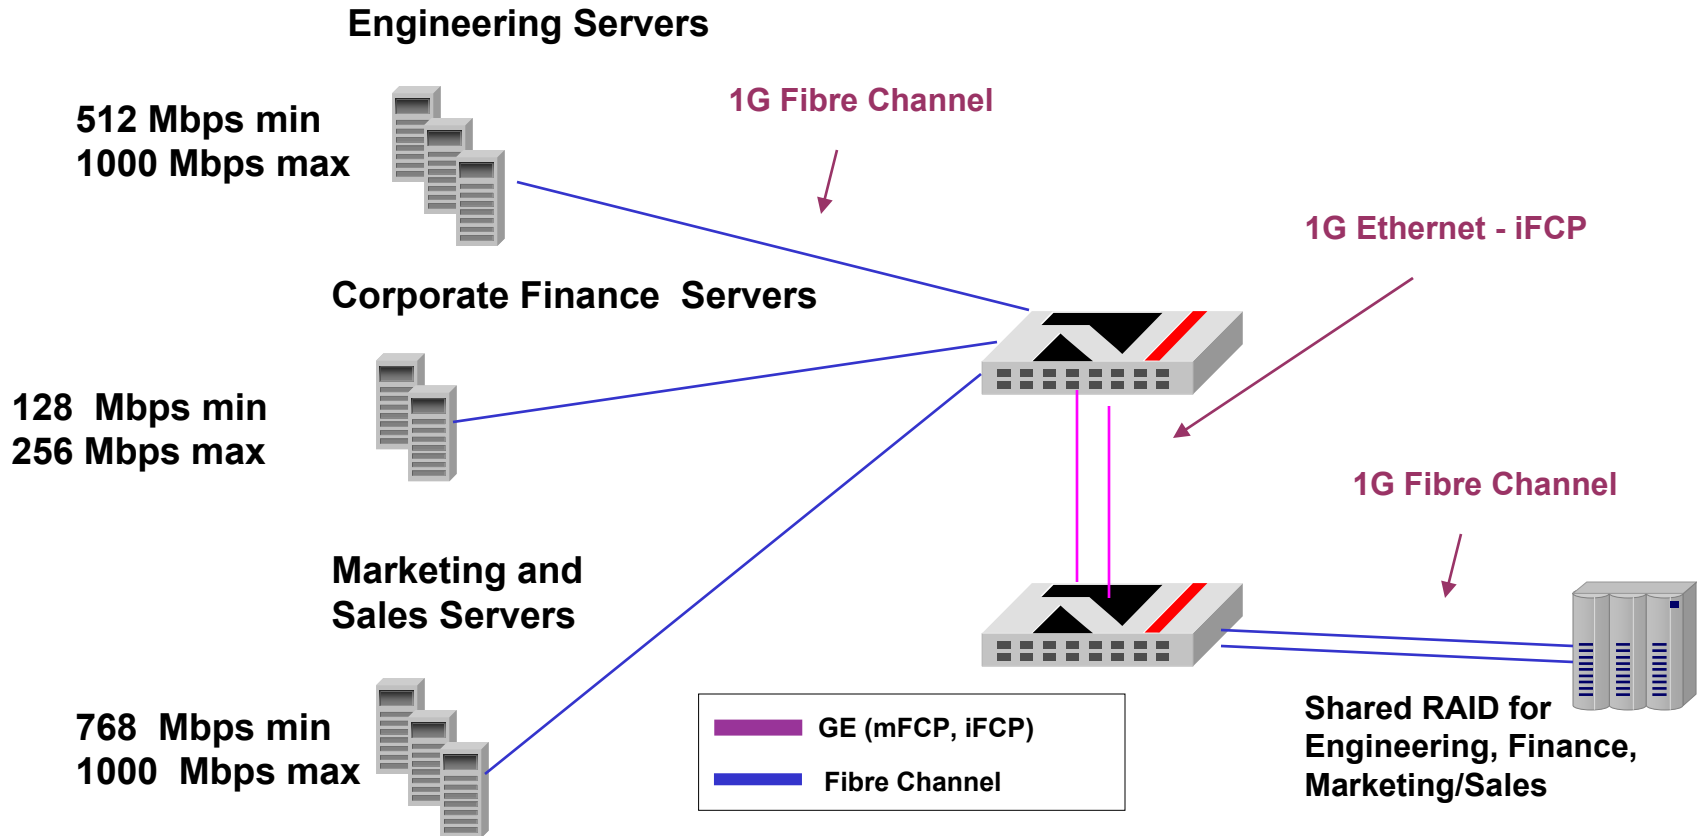 Engineering Servers
512 Mbps min
1000 Mbps max
1G Fibre Channel
1G Ethernet - iFCP
Corporate Finance  Servers
128  Mbps min
256 Mbps max
1G Fibre Channel
Marketing and
Sales Servers
768  Mbps min
1000  Mbps max
GE (mFCP, iFCP)
Fibre Channel
Shared RAID for
Engineering, Finance,
Marketing/Sales